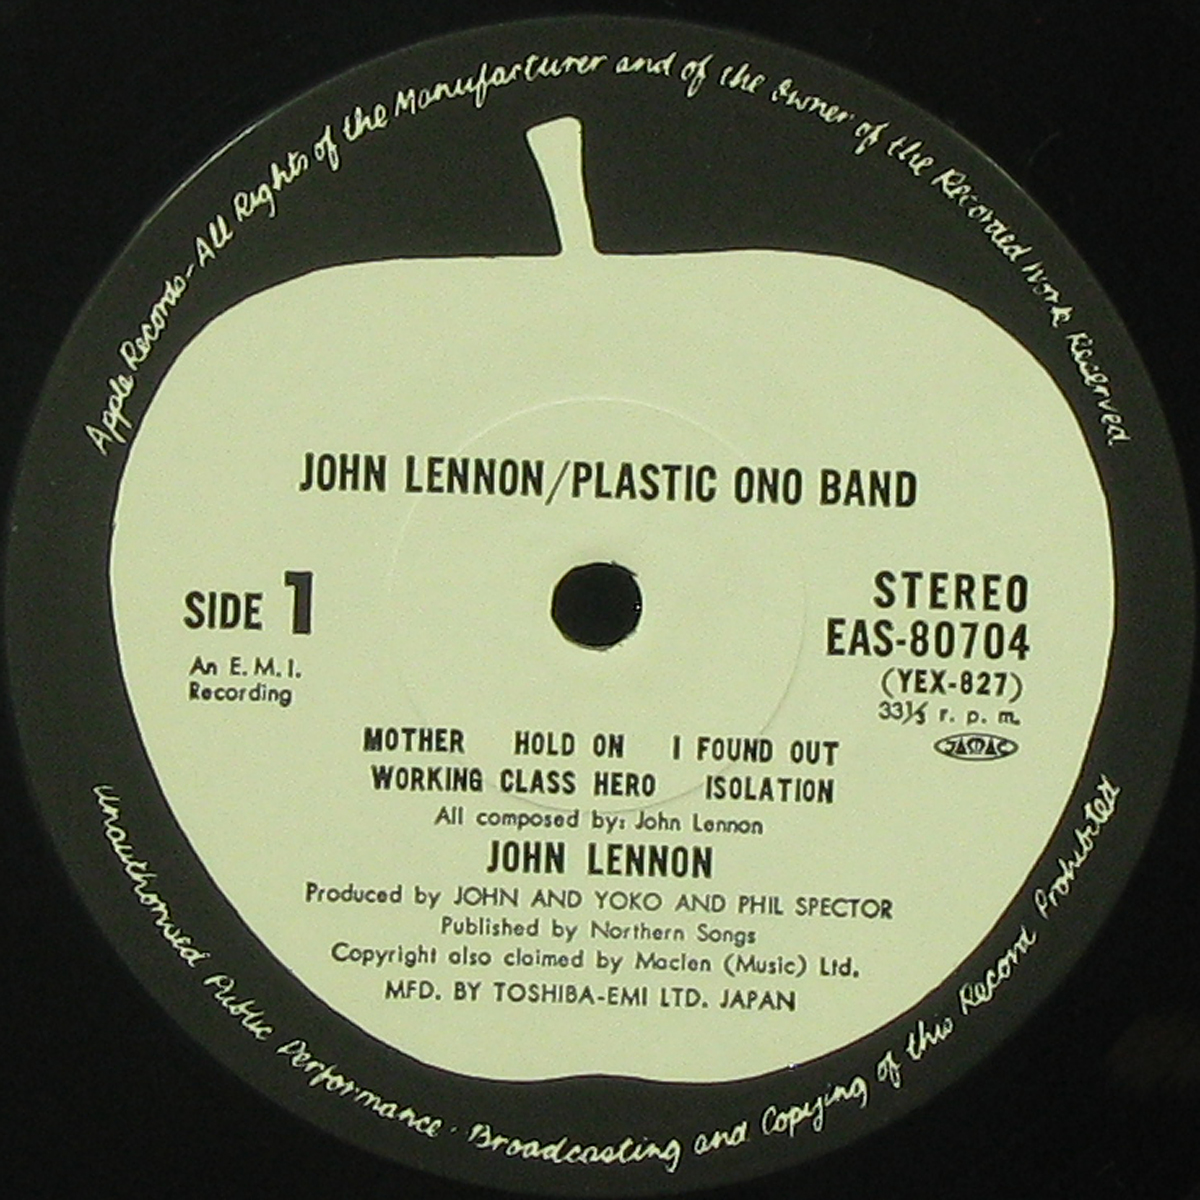 Apple Records-All Rights of the Manufacturer and of the Owner of the Recorded Work Reserved
JOHN LENNON/PLASTIC ONO BAND
SIDE 1
An E. M. I.
Recording
STEREO
EAS-80704
(YEX-827)
33⅓ r. p. m.
JAMAC
MOTHER HOLD ON I FOUND OUT
WORKING CLASS HERO ISOLATION
All composed by: John Lennon
JOHN LENNON
Produced by JOHN AND YOKO AND PHIL SPECTOR
Published by Northern Songs
Copyright also claimed by Maclen (Music) Ltd.
MFD. BY TOSHIBA-EMI LTD. JAPAN
Unauthorised Public Performance · Broadcasting and Copying of this Record Prohibited